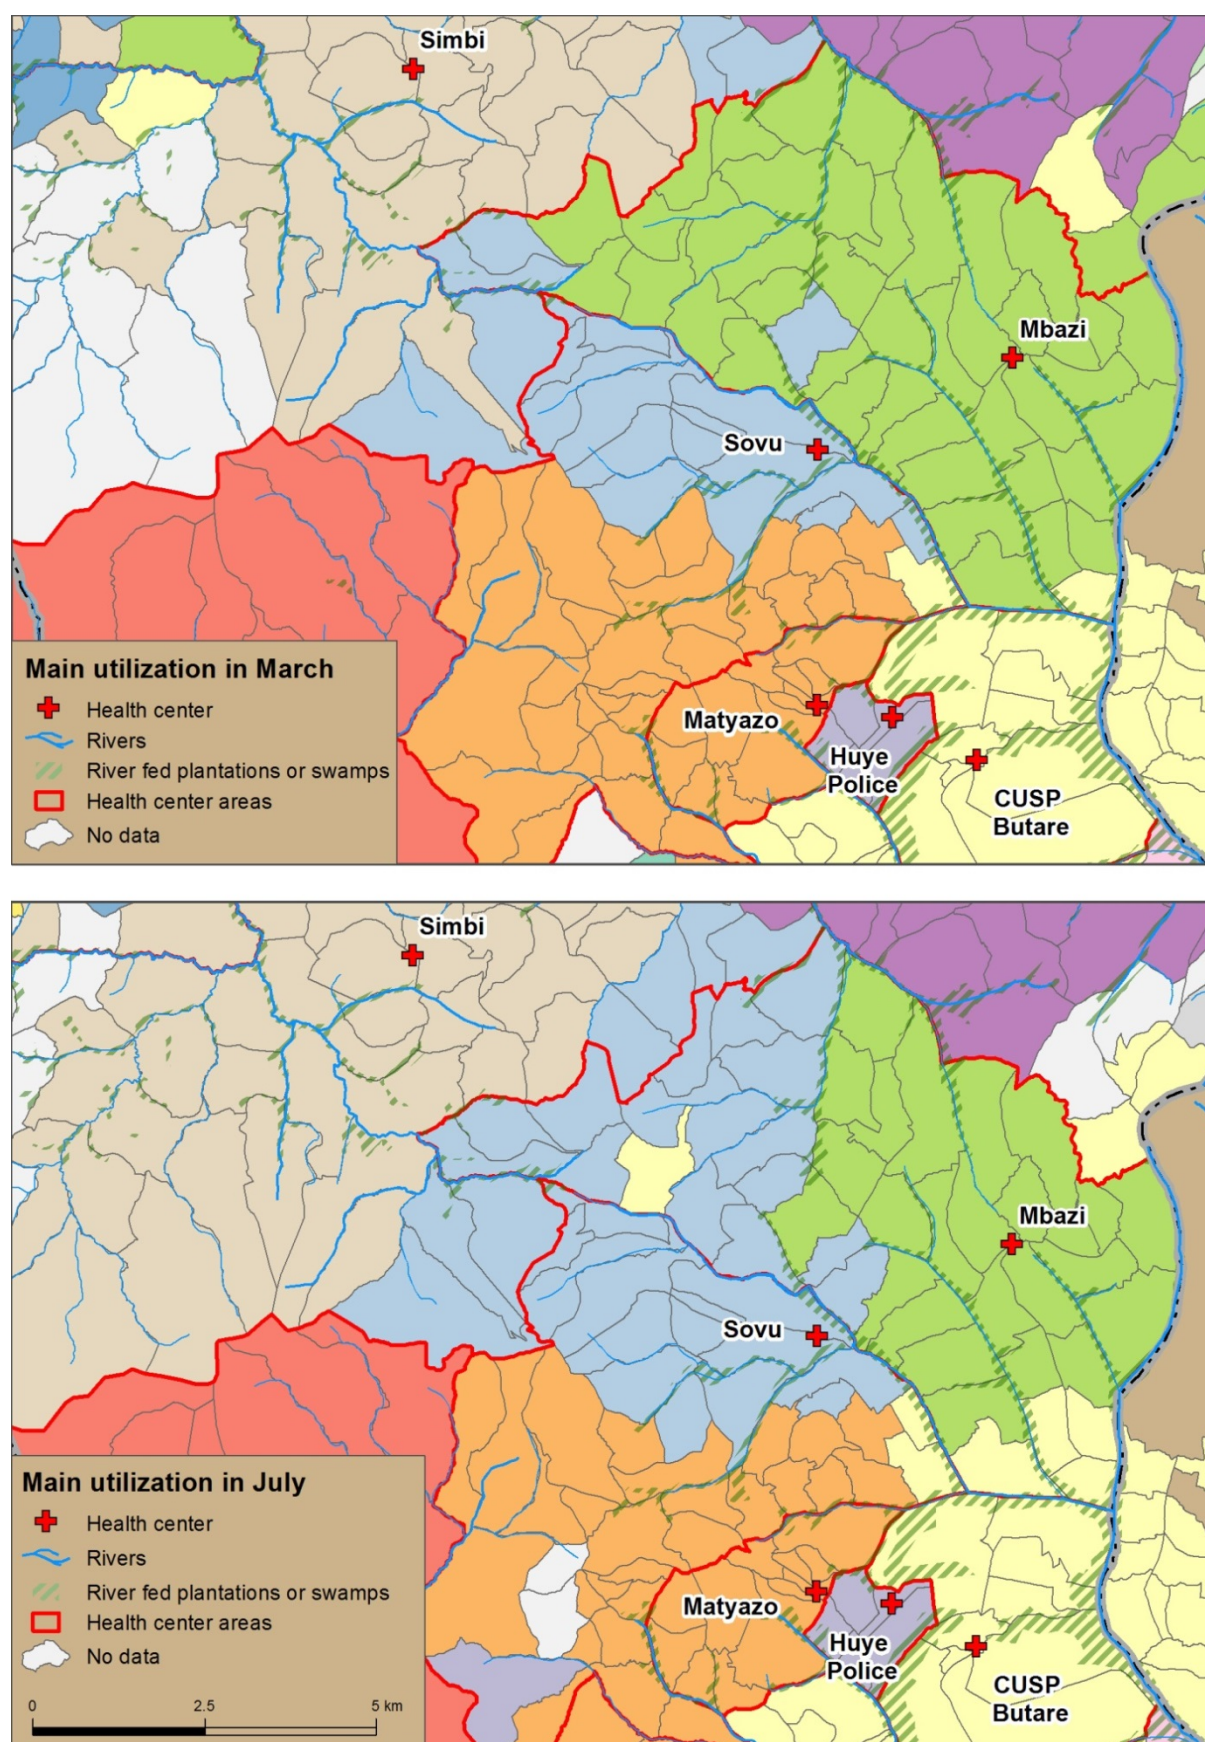 Simbi
Mbazi
Sovu
Matyazo
Huye
Police
CUSP
Butare
Main utilization in March
Health center
Rivers
River fed plantations or swamps
Health center areas
No data
Simbi
Mbazi
Sovu
Matyazo
Huye
Police
CUSP
Butare
Main utilization in July
Health center
Rivers
River fed plantations or swamps
Health center areas
No data
0 2.5 5 km